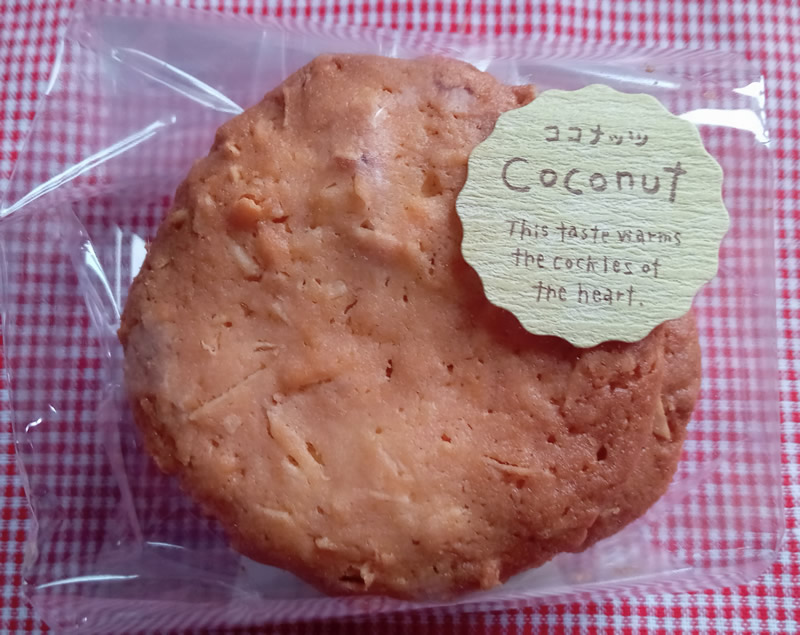 ココナッツ
Coconut
This taste warms
the cockles of
the heart.